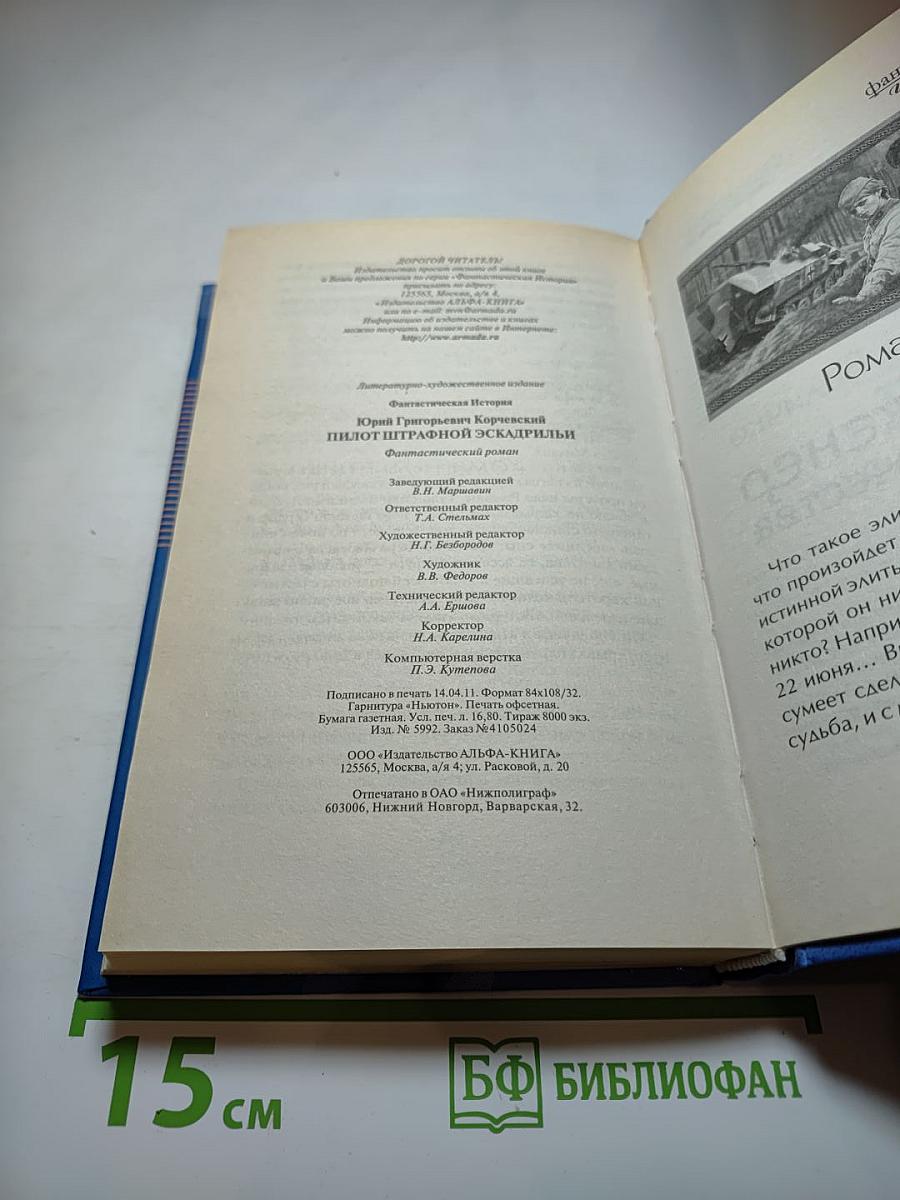 ДОРОГОЙ ЧИТАТЕЛЬ!
Издательство просит отзывы об этой книге
и Ваши предложения по серии «Фантастическая История»
присылать по адресу:
125565, Москва, а/я 4,
«Издательство АЛЬФА-КНИГА»
или по e-mail: mvn@armada.ru
Информацию об издательстве и книгах
можно получить на нашем сайте в Интернете:
http://www.armada.ru
Литературно-художественное издание
Фантастическая История
Юрий Григорьевич Корчевский
ПИЛОТ ШТРАФНОЙ ЭСКАДРИЛЬИ
Фантастический роман
Заведующий редакцией
В.Н. Маршавин
Ответственный редактор
Т.А. Стельмах
Художественный редактор
Н.Г. Безбородов
Художник
В.В. Федоров
Технический редактор
А.А. Ершова
Корректор
Н.А. Карелина
Компьютерная верстка
П.Э. Кутепова
Подписано в печать 14.04.11. Формат 84х108/32.
Гарнитура «Ньютон». Печать офсетная.
Бумага газетная. Усл. печ. л. 16,80. Тираж 8000 экз.
Изд. № 5992. Заказ №4105024
ООО «Издательство АЛЬФА-КНИГА»
125565, Москва, а/я 4; ул. Расковой, д. 20
Отпечатано в ОАО «Нижполиграф»
603006, Нижний Новгород, Варварская, 32.
фан
Рома
Что такое эли
что произойдет
истинной элиты
которой он ни
никто? Напри
22 июня... В
сумеет сдел
судьба, и с
15 см
БФ БИБЛИОФАН